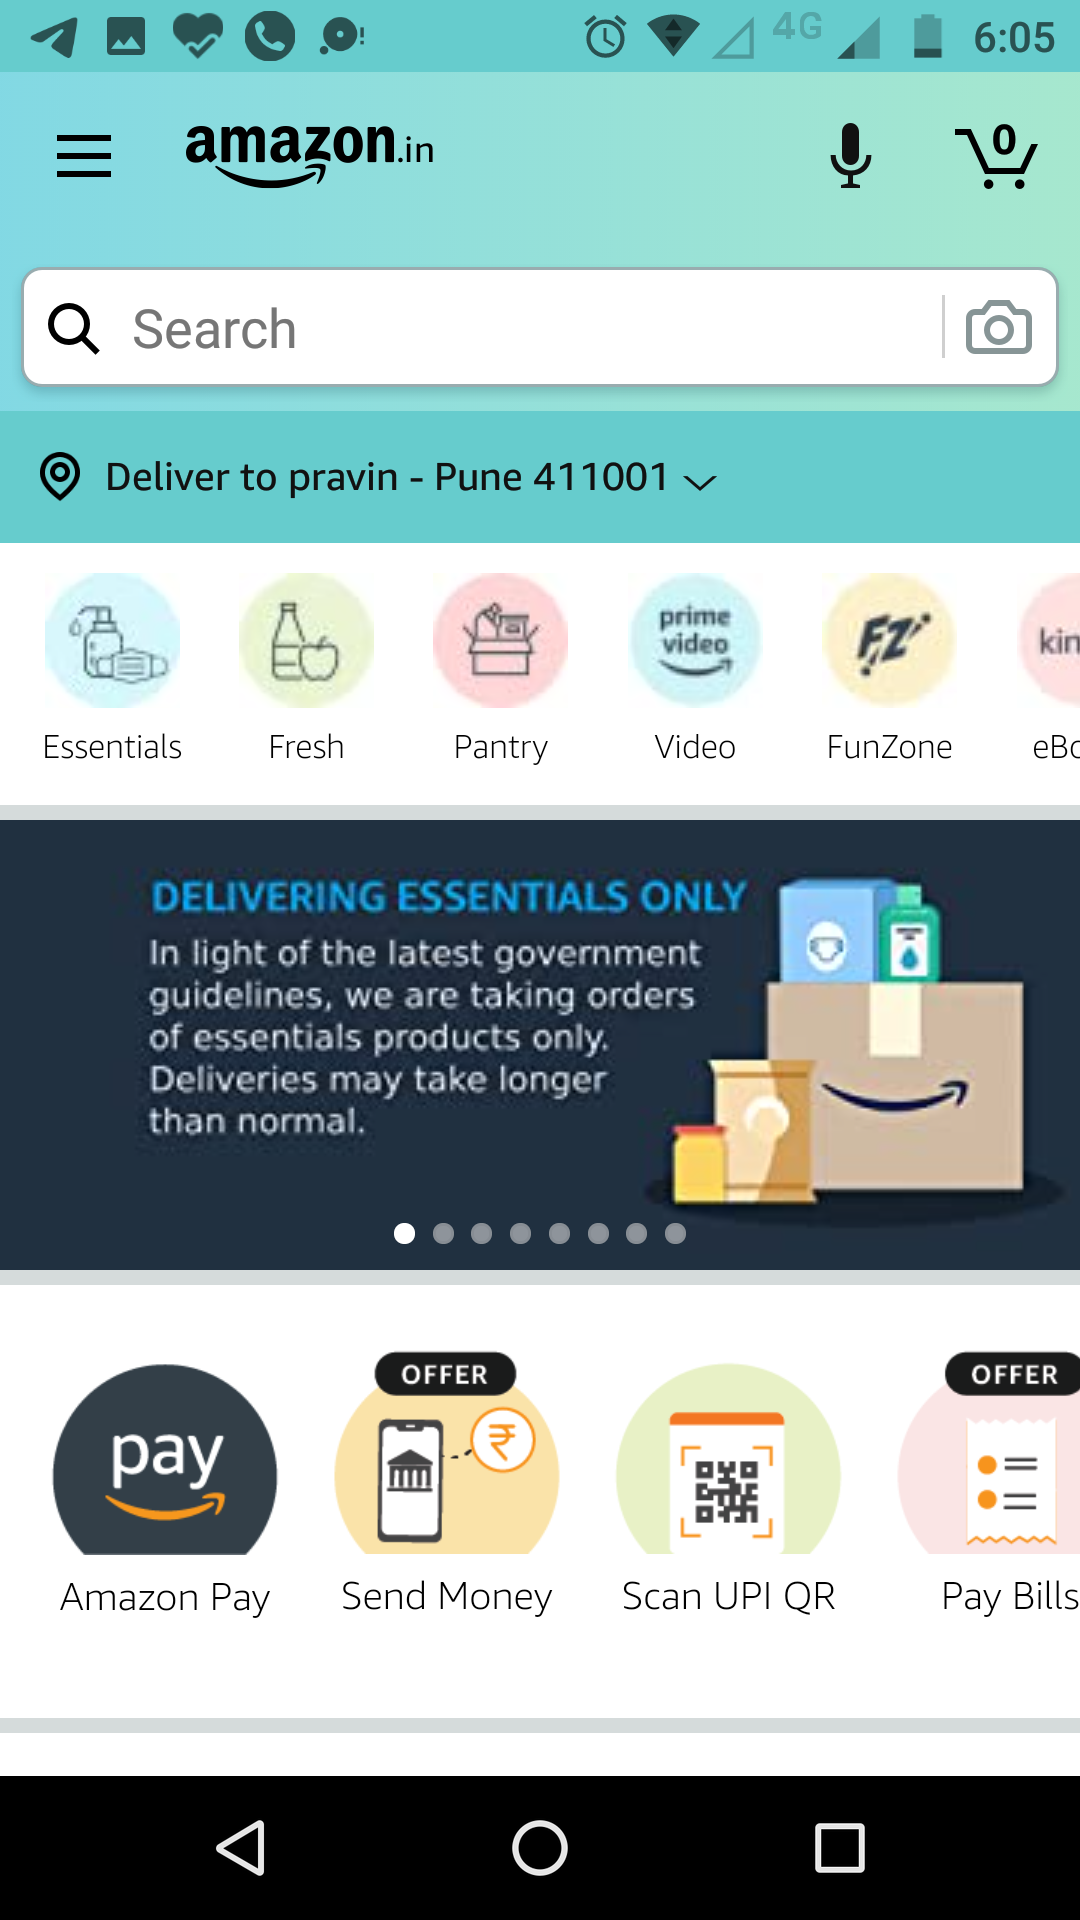 4G 6:05
amazon.in
0
Search
Deliver to pravin - Pune 411001
prime
video
FZ
kin
Essentials Fresh Pantry Video FunZone eBo
DELIVERING ESSENTIALS ONLY
In light of the latest government
guidelines, we are taking orders
of essentials products only.
Deliveries may take longer
than normal.
OFFER OFFER
pay
₹
Amazon Pay Send Money Scan UPI QR Pay Bills